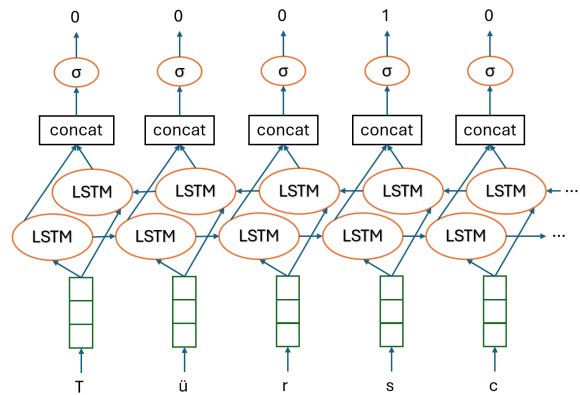 0 0 0 1 0
σ σ σ σ σ
concat concat concat concat concat
LSTM LSTM LSTM LSTM LSTM ...
LSTM LSTM LSTM LSTM LSTM ...
T ü r s c